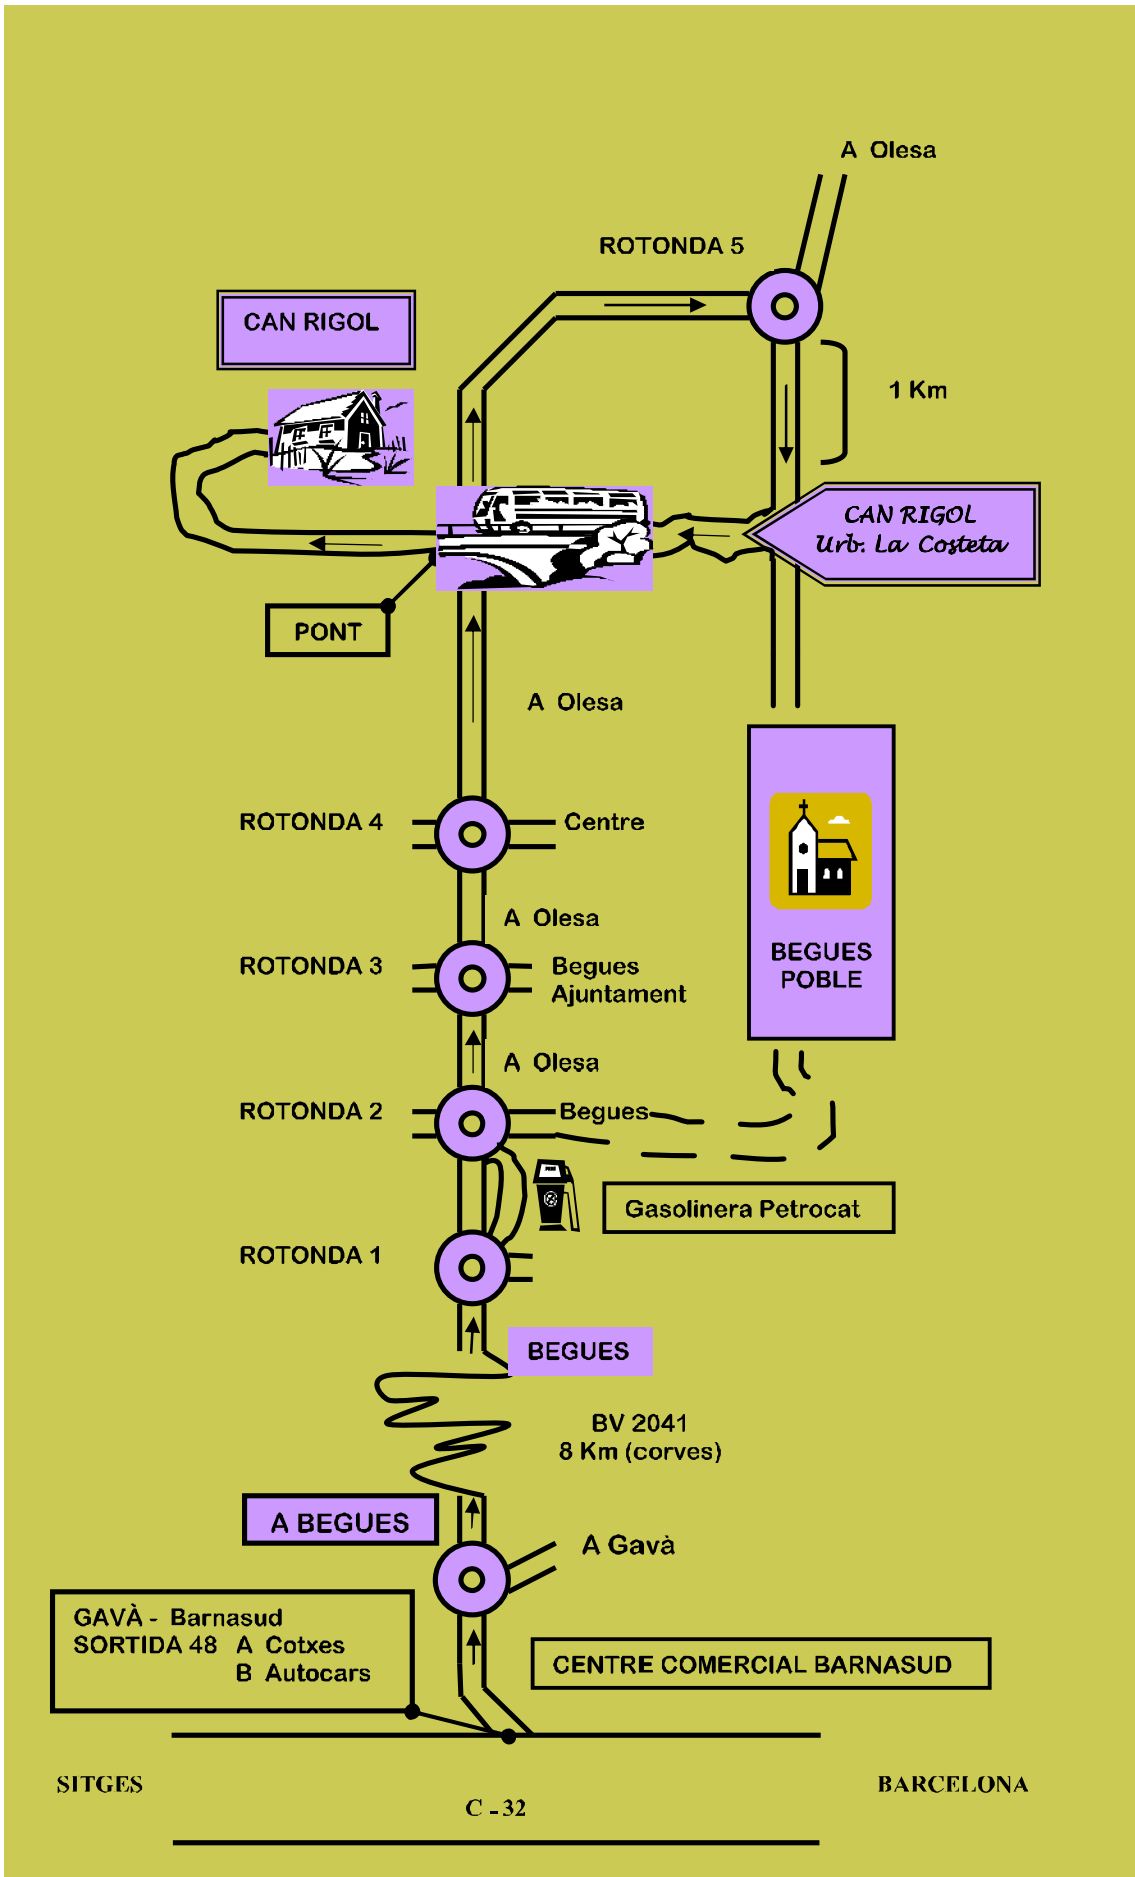 A Olesa
ROTONDA 5
CAN RIGOL
1 Km
CAN RIGOL
Urb. La Costeta
PONT
A Olesa
ROTONDA 4
Centre
A Olesa
ROTONDA 3
Begues
Ajuntament
BEGUES
POBLE
A Olesa
ROTONDA 2
Begues
Gasolinera Petrocat
ROTONDA 1
BEGUES
BV 2041
8 Km (corves)
A BEGUES
A Gavà
GAVÀ - Barnasud
SORTIDA 48 A Cotxes
B Autocars
CENTRE COMERCIAL BARNASUD
SITGES
BARCELONA
C - 32